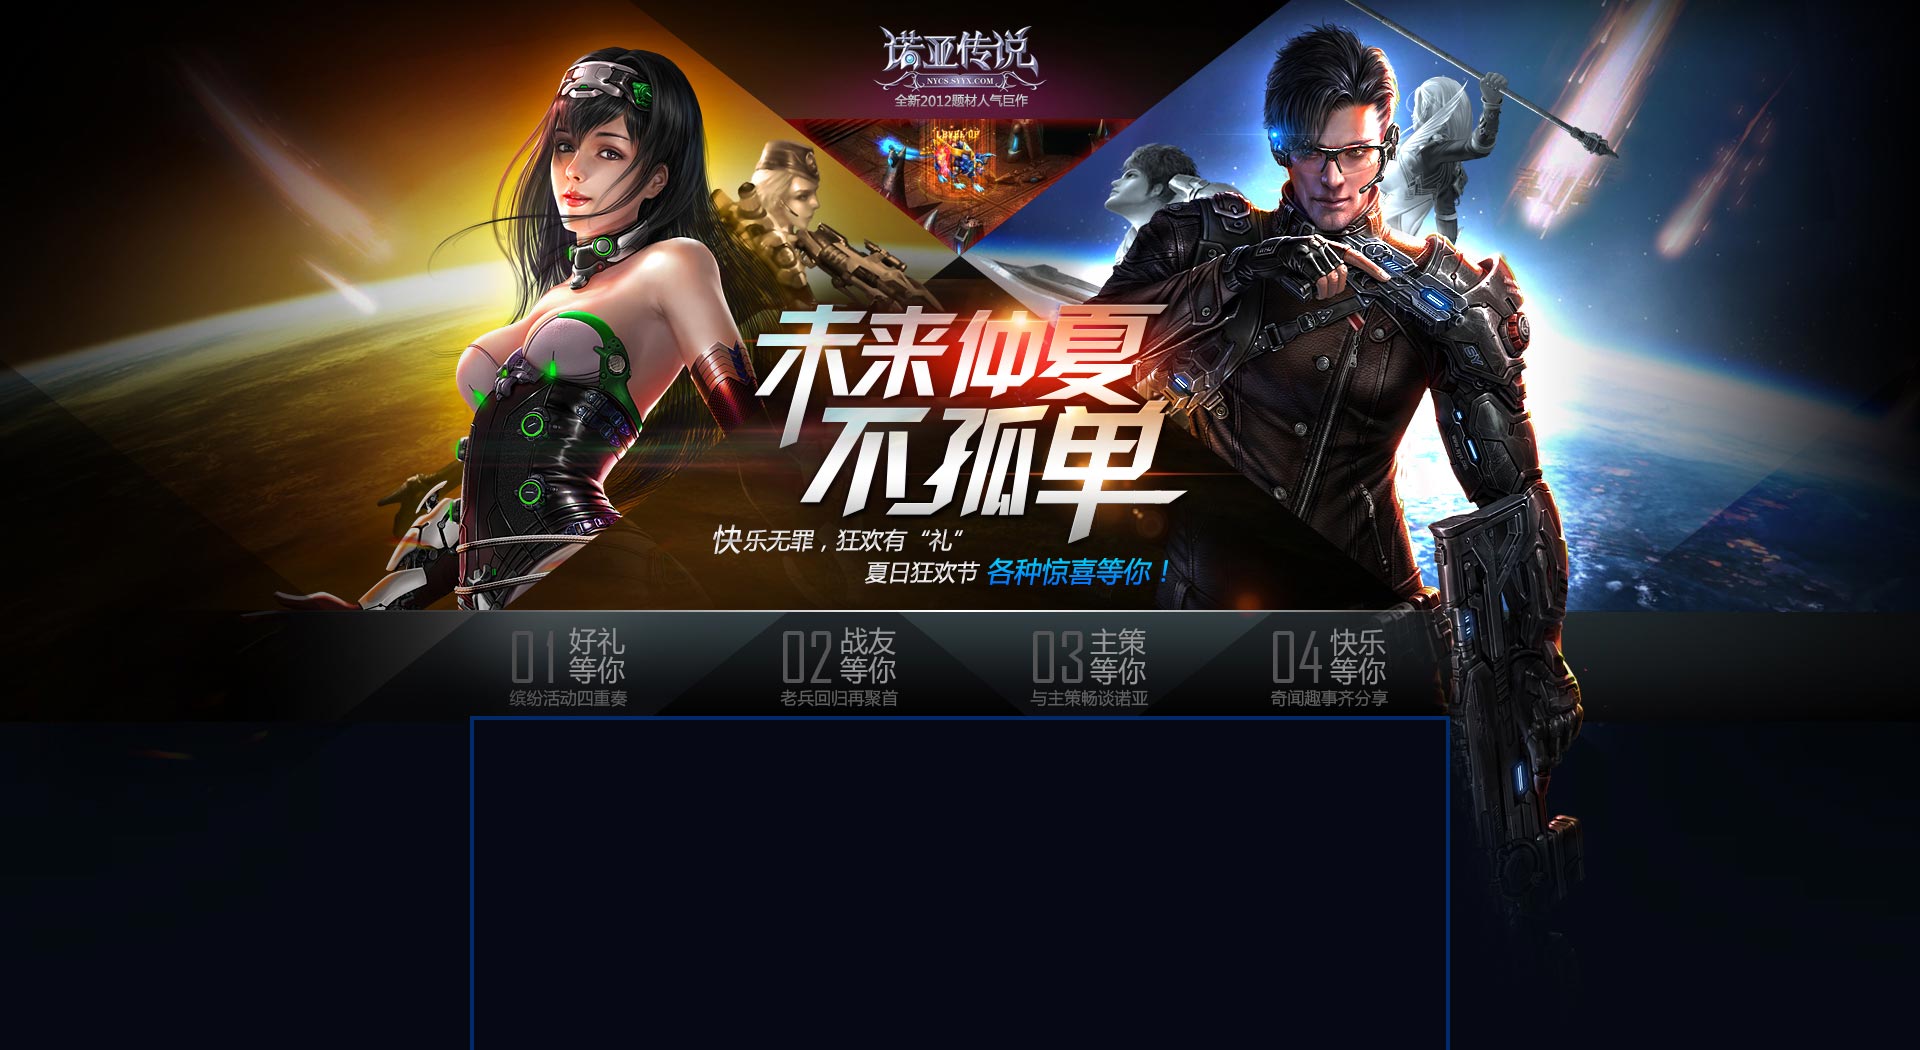 诺亚传说
NYCS.SYYX.COM
全新2012题材人气巨作
LEVEL UP
未来仲夏
不孤单
快乐无罪，狂欢有“礼“
夏日狂欢节 各种惊喜等你！
01 好礼
等你
缤纷活动四重奏
02 战友
等你
老兵回归再聚首
03 主策
等你
与主策畅谈诺亚
04 快乐
等你
奇闻趣事齐分享